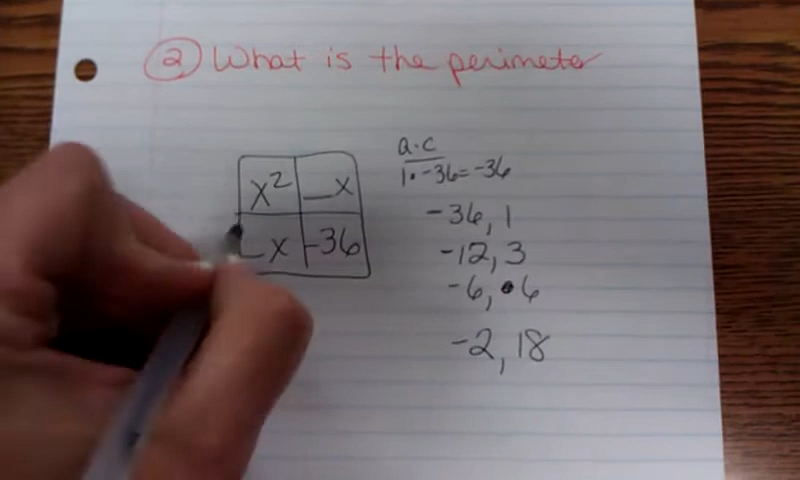 ② What is the perimeter
a·c
1·-36=-36
x² _x
_x -36
-36, 1
-12, 3
-6, 6
-2, 18